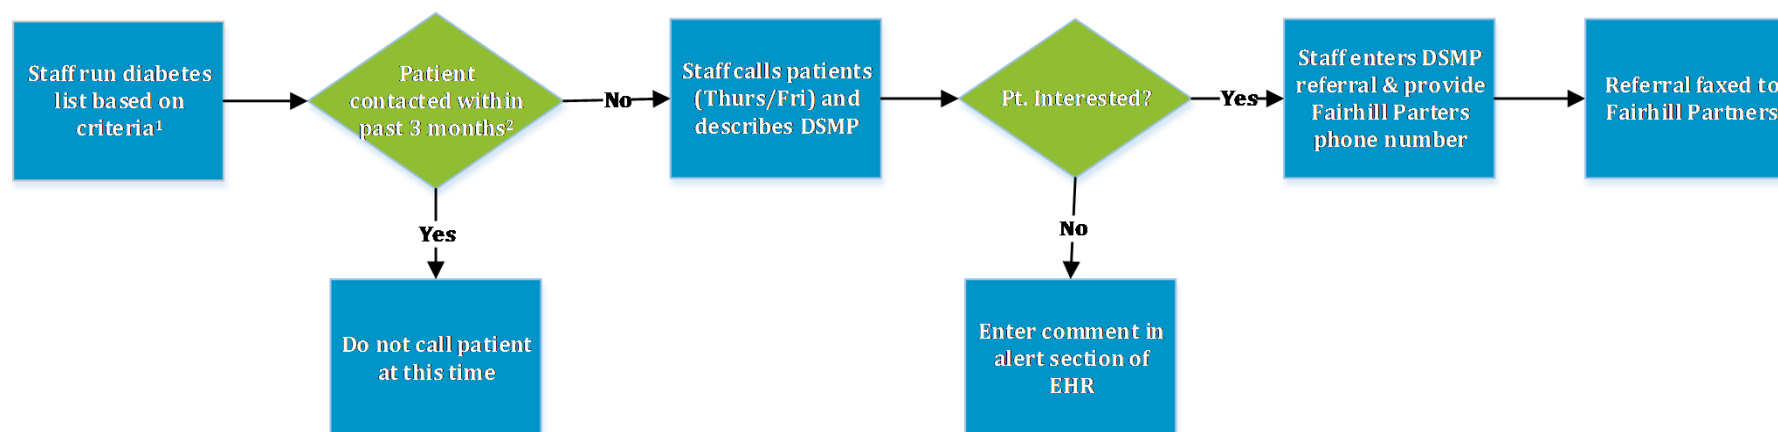 Staff run diabetes
list based on
criteria¹
Patient
contacted within
past 3 months²
No
Staff calls patients
(Thurs/Fri) and
describes DSMP
Pt. Interested?
Yes
Staff enters DSMP
referral & provide
Fairhill Parters
phone number
Referral faxed to
Fairhill Partners
Yes
Do not call patient
at this time
No
Enter comment in
alert section of
EHR